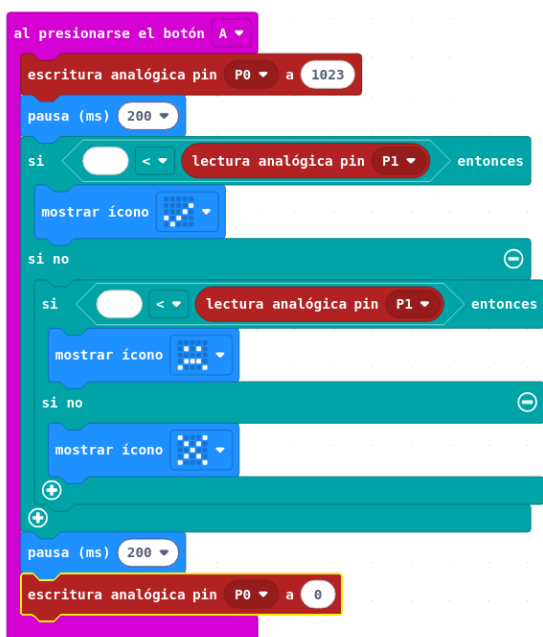 al presionarse el botón A
escritura analógica pin P0 a 1023
pausa (ms) 200
si < lectura analógica pin P1 entonces
mostrar ícono
si no
si < lectura analógica pin P1 entonces
mostrar ícono
si no
mostrar ícono
pausa (ms) 200
escritura analógica pin P0 a 0